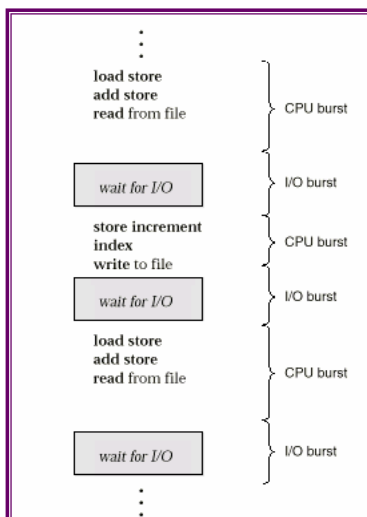 load store
add store
read from file
CPU burst
wait for I/O
I/O burst
store increment
index
write to file
CPU burst
wait for I/O
I/O burst
load store
add store
read from file
CPU burst
wait for I/O
I/O burst